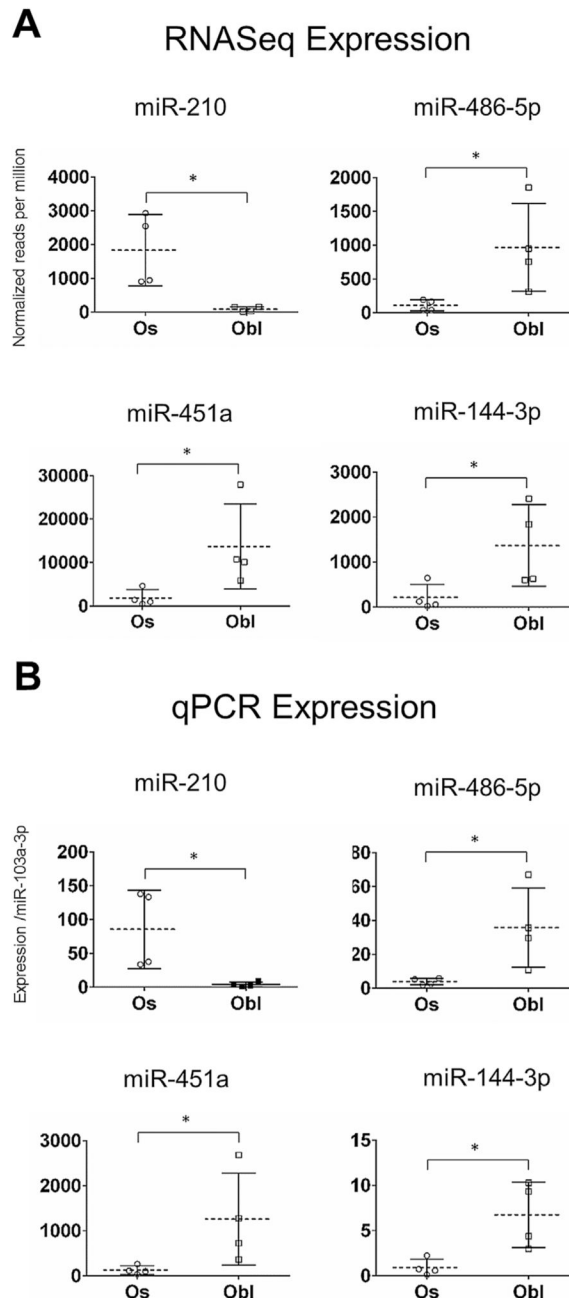 A
RNASeq Expression
miR-210
miR-486-5p
Normalized reads per million
4000
3000
2000
1000
0
*
Os
Obl
2000
1500
1000
500
0
*
Os
Obl
miR-451a
miR-144-3p
30000
20000
10000
0
*
Os
Obl
3000
2000
1000
0
*
Os
Obl
B
qPCR Expression
miR-210
miR-486-5p
Expression /miR-103a-3p
200
150
100
50
0
*
Os
Obl
80
60
40
20
0
*
Os
Obl
miR-451a
miR-144-3p
3000
2000
1000
0
*
Os
Obl
15
10
5
0
*
Os
Obl